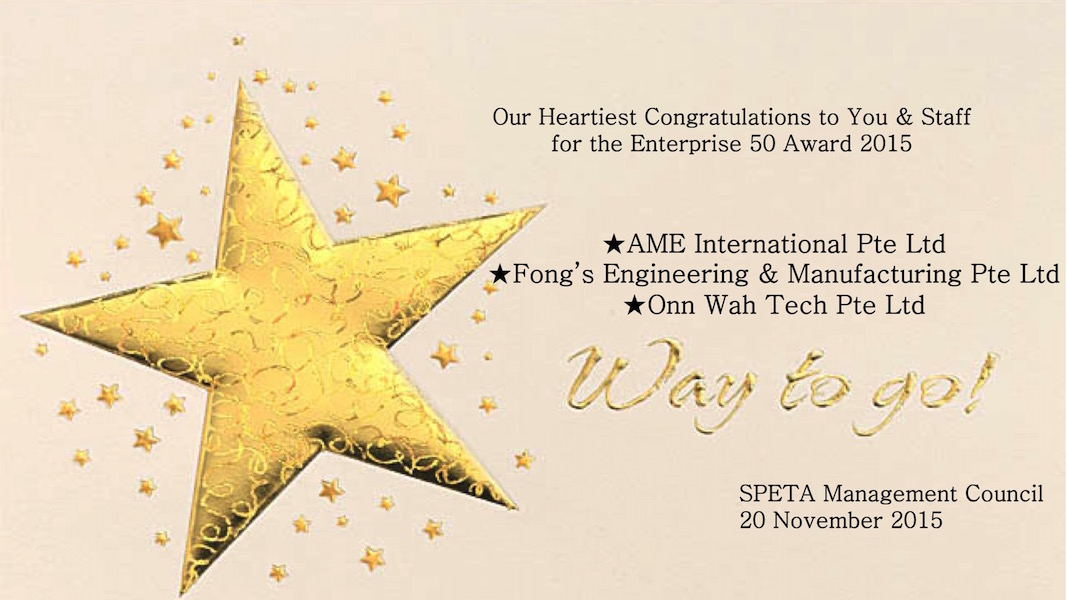 Our Heartiest Congratulations to You & Staff
for the Enterprise 50 Award 2015
★AME International Pte Ltd
★Fong's Engineering & Manufacturing Pte Ltd
★Onn Wah Tech Pte Ltd
Way to go!
SPETA Management Council
20 November 2015